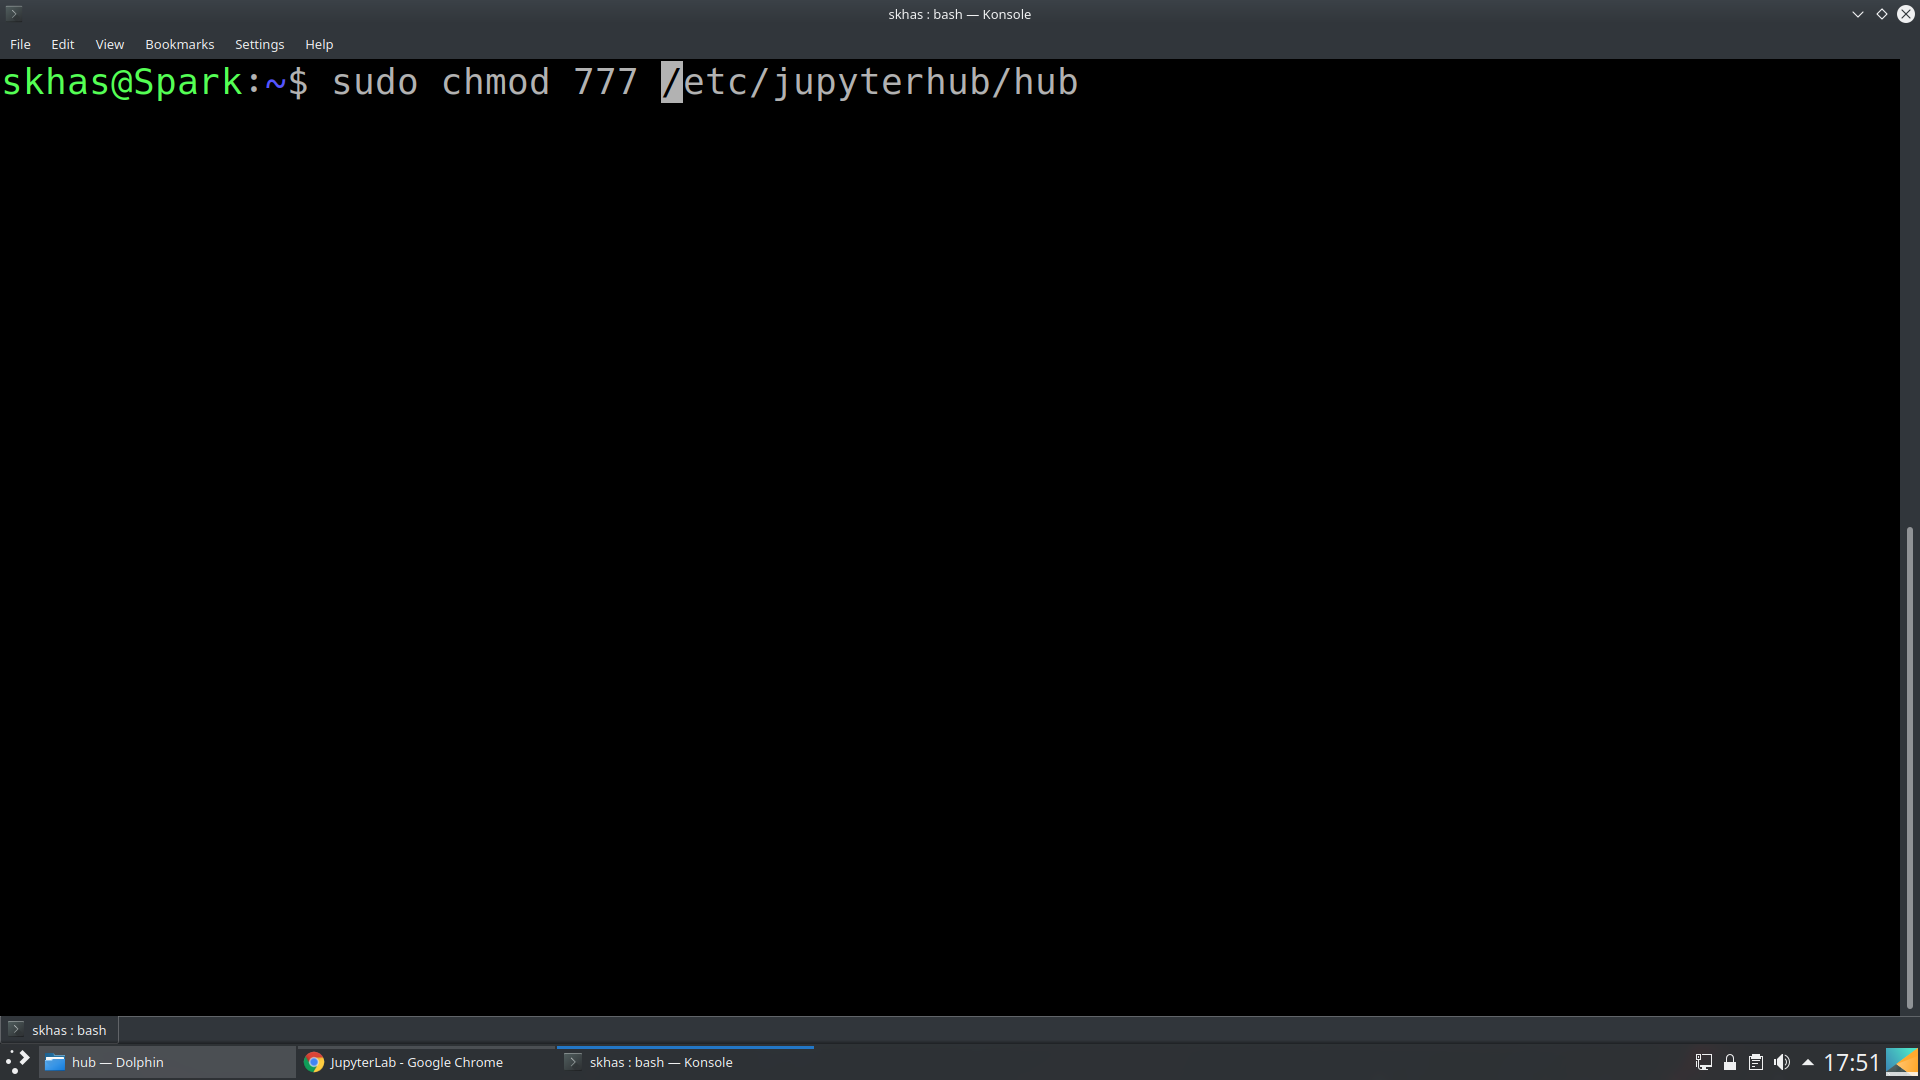 skhas : bash — Konsole
File Edit View Bookmarks Settings Help
skhas@Spark:~$ sudo chmod 777 /etc/jupyterhub/hub
skhas : bash
hub — Dolphin JupyterLab - Google Chrome skhas : bash — Konsole 17:51